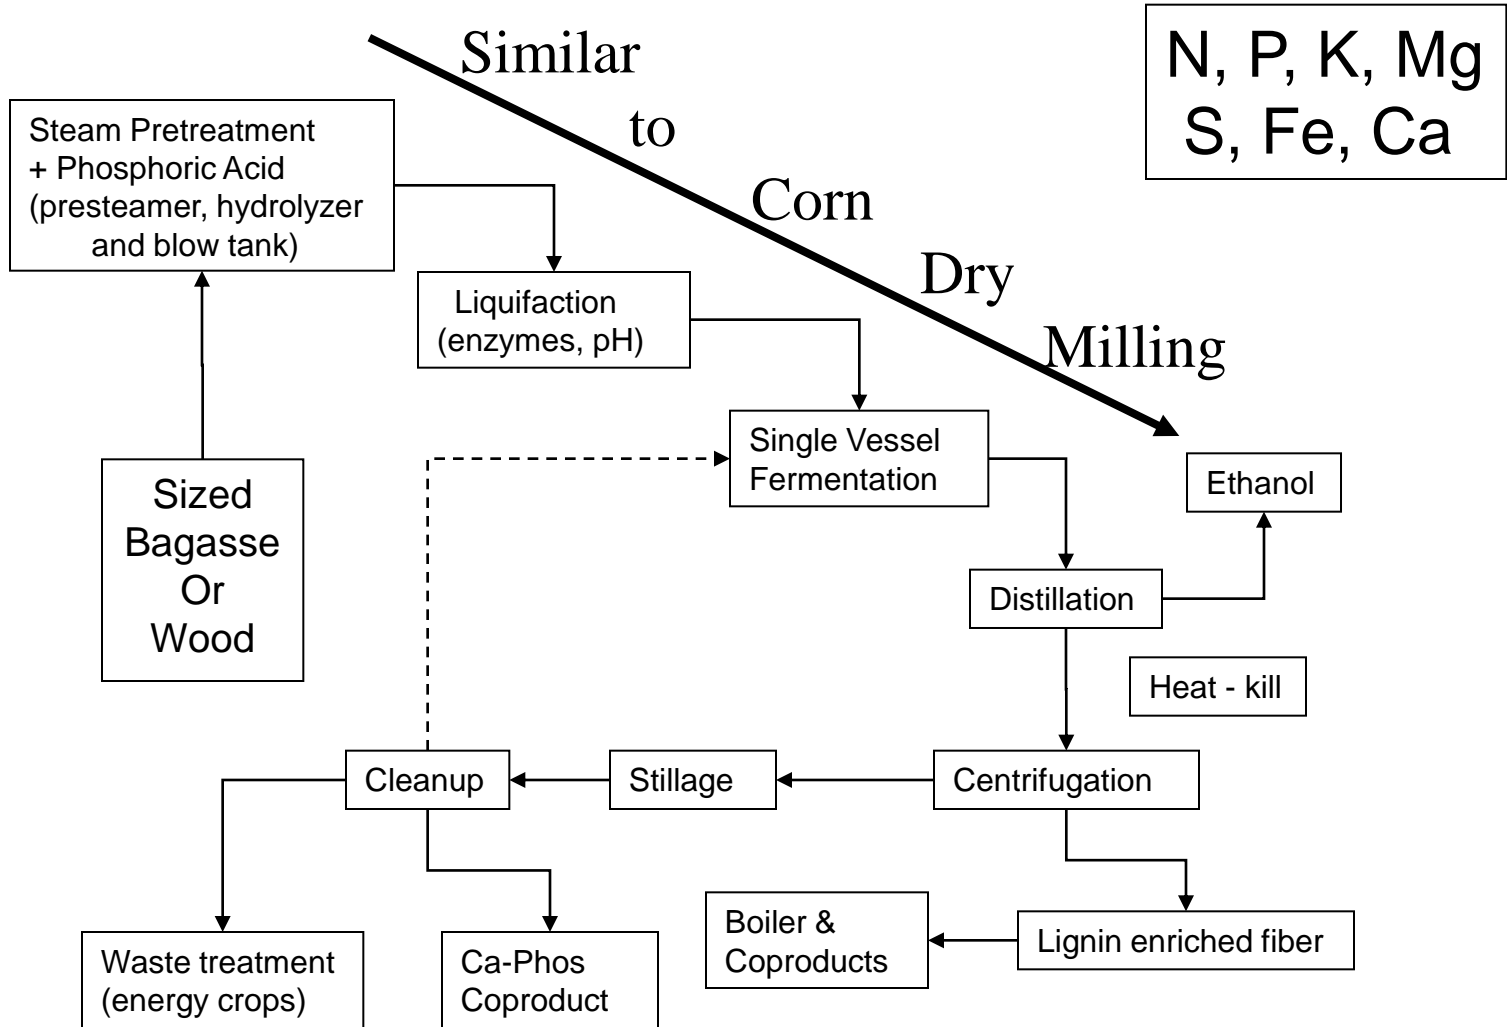 Similar
to
Corn
Dry
Milling
N, P, K, Mg
S, Fe, Ca
Steam Pretreatment
+ Phosphoric Acid
(presteamer, hydrolyzer
and blow tank)
Liquifaction
(enzymes, pH)
Single Vessel
Fermentation
Sized
Bagasse
Or
Wood
Ethanol
Distillation
Heat - kill
Cleanup
Stillage
Centrifugation
Waste treatment
(energy crops)
Ca-Phos
Coproduct
Boiler &
Coproducts
Lignin enriched fiber